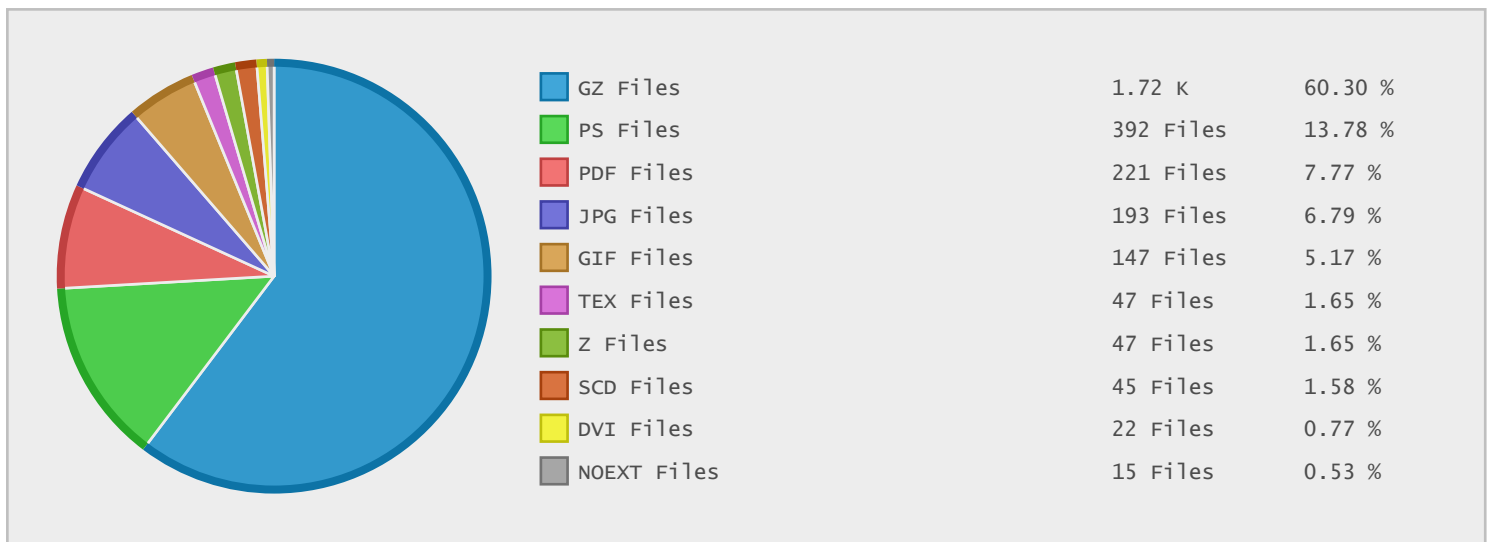 GZ Files 1.72 K 60.30 %
PS Files 392 Files 13.78 %
PDF Files 221 Files 7.77 %
JPG Files 193 Files 6.79 %
GIF Files 147 Files 5.17 %
TEX Files 47 Files 1.65 %
Z Files 47 Files 1.65 %
SCD Files 45 Files 1.58 %
DVI Files 22 Files 0.77 %
NOEXT Files 15 Files 0.53 %